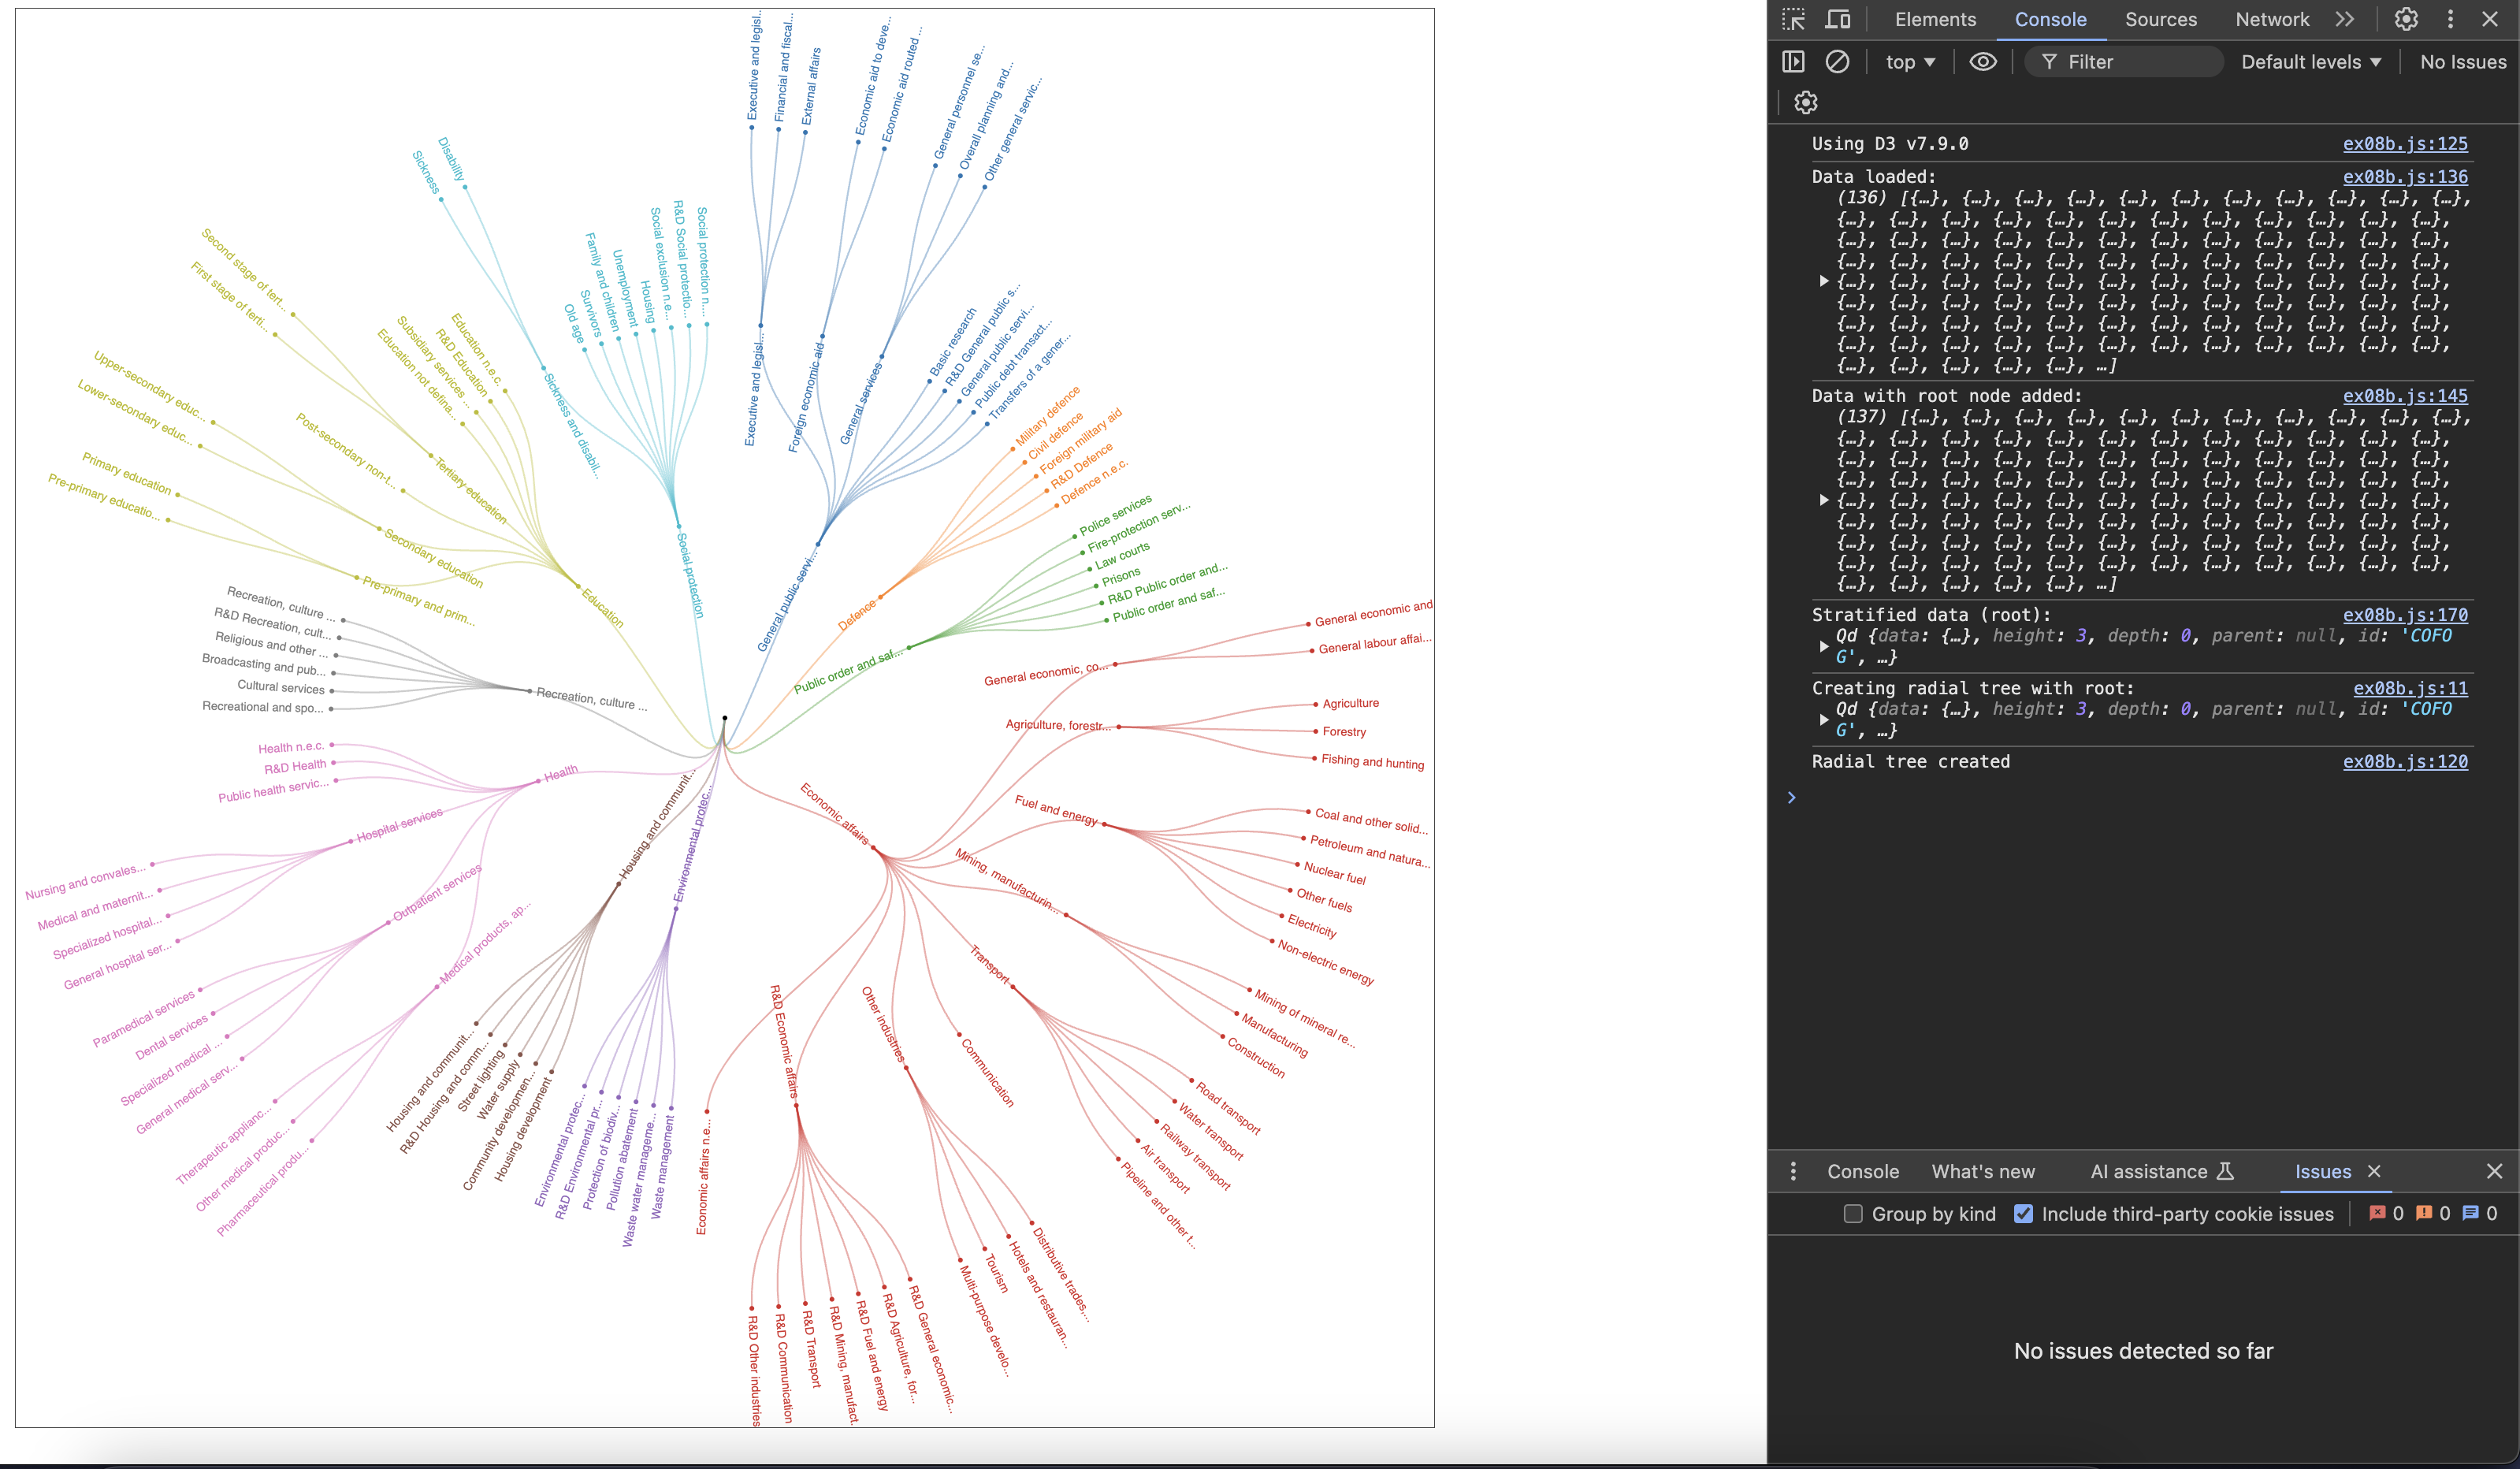 Executive and legisl...
Financial and fiscal...
External affairs
Economic aid to deve...
Economic aid routed ...
General personnel se...
Overall planning and...
Other general servic...
Executive and legisl...
Foreign economic aid
General services
Basic research
R&D General public s...
General public servi...
Public debt transact...
Transfers of a gener...
General public servi...
Military defence
Civil defence
Foreign military aid
R&D Defence
Defence n.e.c.
Defence
Police services
Fire-protection serv...
Law courts
Prisons
R&D Public order and...
Public order and saf...
Public order and saf...
General economic and
General labour affai...
General economic, co...
Agriculture
Forestry
Fishing and hunting
Agriculture, forestr...
Coal and other solid...
Petroleum and natura...
Nuclear fuel
Other fuels
Electricity
Non-electric energy
Fuel and energy
Mining of mineral re...
Manufacturing
Construction
Mining, manufacturin...
Road transport
Water transport
Railway transport
Air transport
Pipeline and other t...
Transport
Communication
Distributive trades,...
Hotels and restauran...
Tourism
Multi-purpose develo...
Other industries
R&D General economic...
R&D Agriculture, for...
R&D Fuel and energy
R&D Mining, manufact.
R&D Transport
R&D Communication
R&D Other industries
R&D Economic affairs
Economic affairs n.e...
Economic affairs
Waste management
Waste water manageme...
Pollution abatement
Protection of biodiv...
R&D Environmental pr...
Environmental protec...
Environmental protec...
Housing development
Community developmen...
Water supply
Street lighting
R&D Housing and comm...
Housing and communit...
Housing and communit...
Pharmaceutical produ...
Other medical produc...
Therapeutic applianc...
Medical products, ap...
General medical serv...
Specialized medical ...
Dental services
Paramedical services
Outpatient services
General hospital ser...
Specialized hospital...
Medical and maternit...
Nursing and convales...
Hospital services
Public health servic...
R&D Health
Health n.e.c.
Health
Recreational and spo...
Cultural services
Broadcasting and pub...
Religious and other ...
R&D Recreation, cult...
Recreation, culture ...
Recreation, culture ...
Pre-primary educatio...
Primary education
Pre-primary and prim...
Lower-secondary educ...
Upper-secondary educ...
Secondary education
Post-secondary non-t...
First stage of terti...
Second stage of tert...
Tertiary education
Education not defina...
Subsidiary services ...
R&D Education
Education n.e.c.
Education
Sickness
Disability
Sickness and disabil...
Old age
Survivors
Family and children
Unemployment
Housing
Social exclusion n.e...
R&D Social protectio...
Social protection n...
Social protection
Elements
Console
Sources
Network
top
Filter
Default levels
No Issues
Using D3 v7.9.0 ex08b.js:125
Data loaded: ex08b.js:136
(136) [{…}, {…}, {…}, {…}, {…}, {…}, {…}, {…}, {…}, {…}, {…},
{…}, {…}, {…}, {…}, {…}, {…}, {…}, {…}, {…}, {…}, {…}, {…},
{…}, {…}, {…}, {…}, {…}, {…}, {…}, {…}, {…}, {…}, {…}, {…},
{…}, {…}, {…}, {…}, {…}, {…}, {…}, {…}, {…}, {…}, {…}, {…},
{…}, {…}, {…}, {…}, {…}, {…}, {…}, {…}, {…}, {…}, {…}, {…},
{…}, {…}, {…}, {…}, {…}, {…}, {…}, {…}, {…}, {…}, {…}, {…},
{…}, {…}, {…}, {…}, {…}, {…}, {…}, {…}, {…}, {…}, {…}, {…},
{…}, {…}, {…}, {…}, {…}, {…}, {…}, {…}, {…}, {…}, {…}, {…},
{…}, {…}, {…}, {…}, {…}, …]
Data with root node added: ex08b.js:145
(137) [{…}, {…}, {…}, {…}, {…}, {…}, {…}, {…}, {…}, {…}, {…},
{…}, {…}, {…}, {…}, {…}, {…}, {…}, {…}, {…}, {…}, {…}, {…},
{…}, {…}, {…}, {…}, {…}, {…}, {…}, {…}, {…}, {…}, {…}, {…},
{…}, {…}, {…}, {…}, {…}, {…}, {…}, {…}, {…}, {…}, {…}, {…},
{…}, {…}, {…}, {…}, {…}, {…}, {…}, {…}, {…}, {…}, {…}, {…},
{…}, {…}, {…}, {…}, {…}, {…}, {…}, {…}, {…}, {…}, {…}, {…},
{…}, {…}, {…}, {…}, {…}, {…}, {…}, {…}, {…}, {…}, {…}, {…},
{…}, {…}, {…}, {…}, {…}, {…}, {…}, {…}, {…}, {…}, {…}, {…},
{…}, {…}, {…}, {…}, {…}, …]
Stratified data (root): ex08b.js:170
Qd {data: {…}, height: 3, depth: 0, parent: null, id: 'COFO
G', …}
Creating radial tree with root: ex08b.js:11
Qd {data: {…}, height: 3, depth: 0, parent: null, id: 'COFO
G', …}
Radial tree created ex08b.js:120
Console
What's new
AI assistance
Issues
Group by kind
Include third-party cookie issues
0
0
0
No issues detected so far